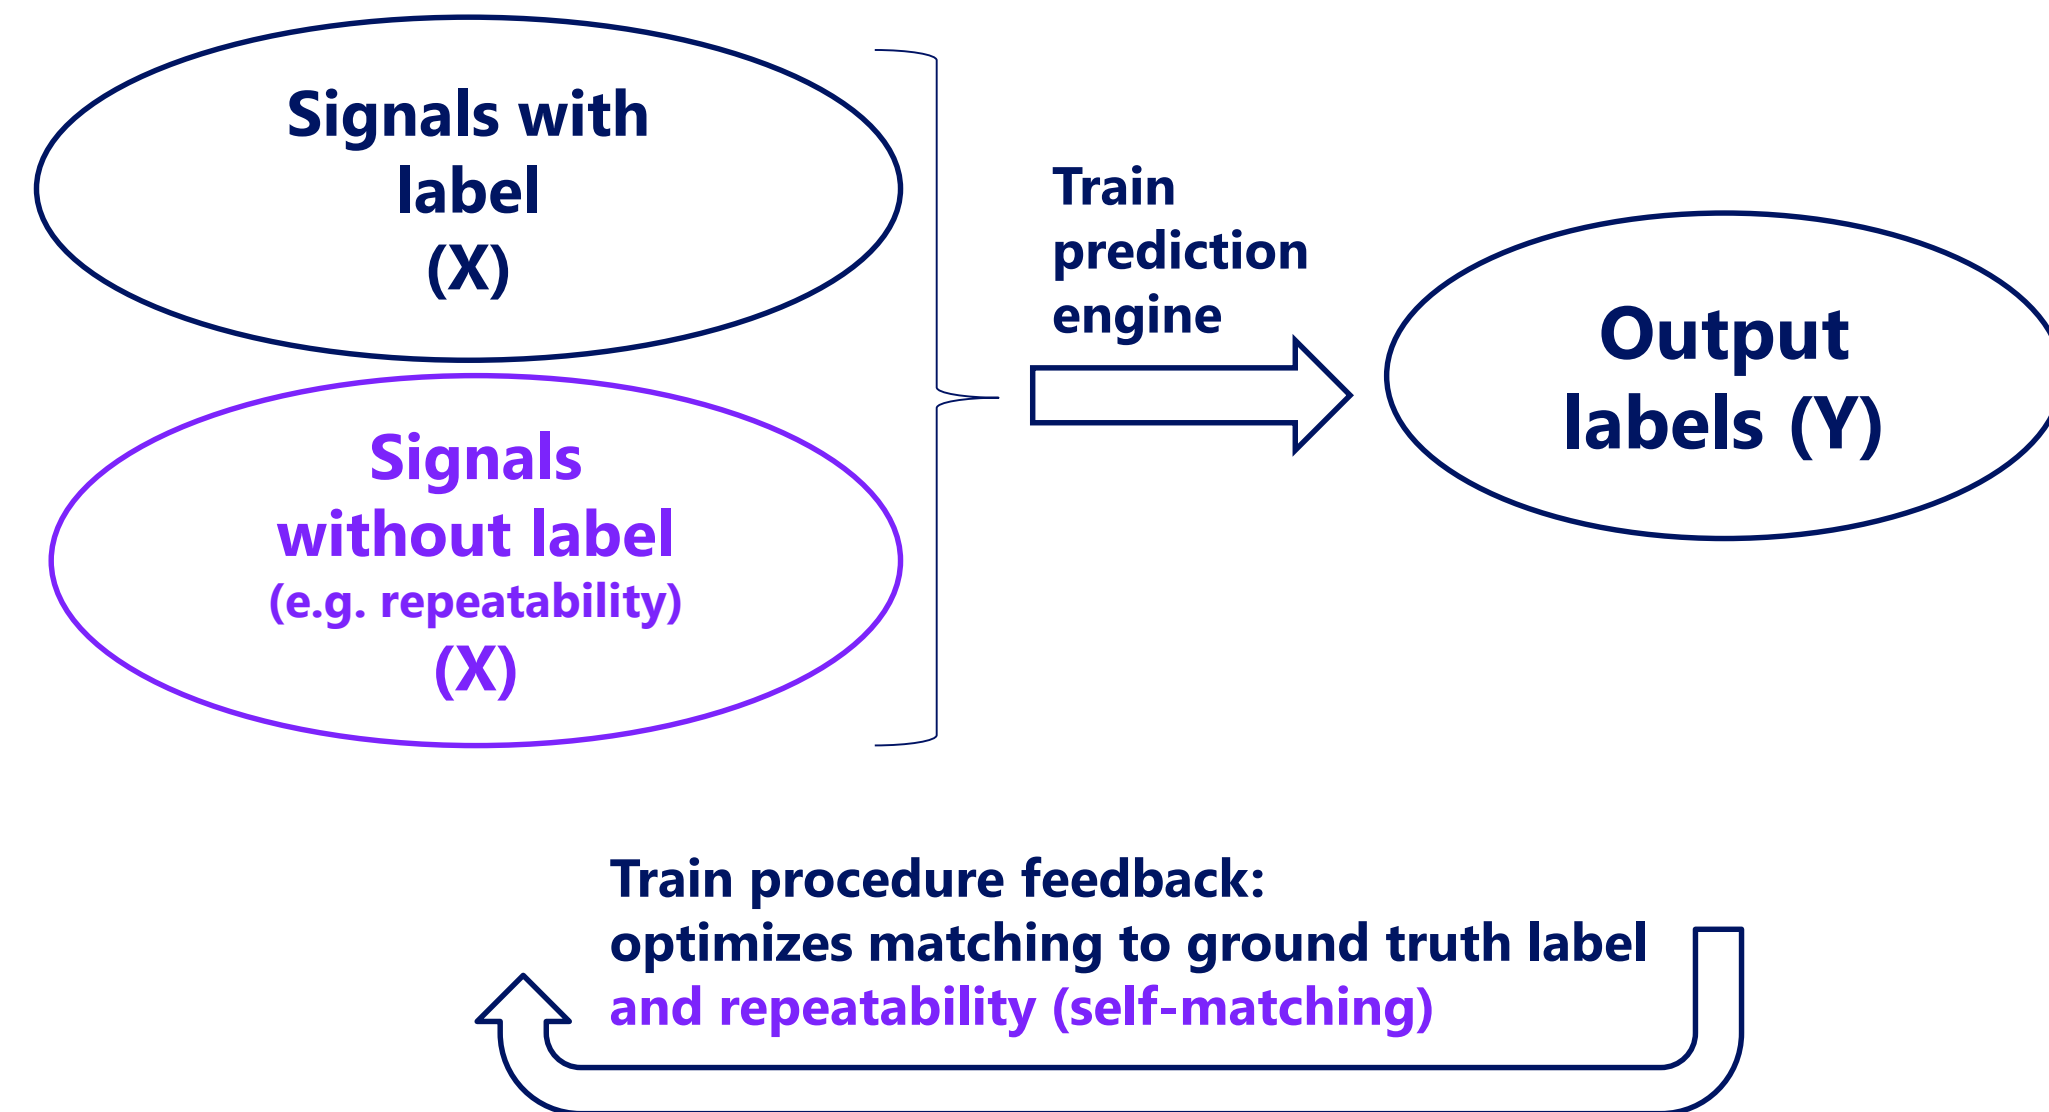 Signals with
label
(X)
Signals
without label
(e.g. repeatability)
(X)
Train
prediction
engine
Output
labels (Y)
Train procedure feedback:
optimizes matching to ground truth label
and repeatability (self-matching)